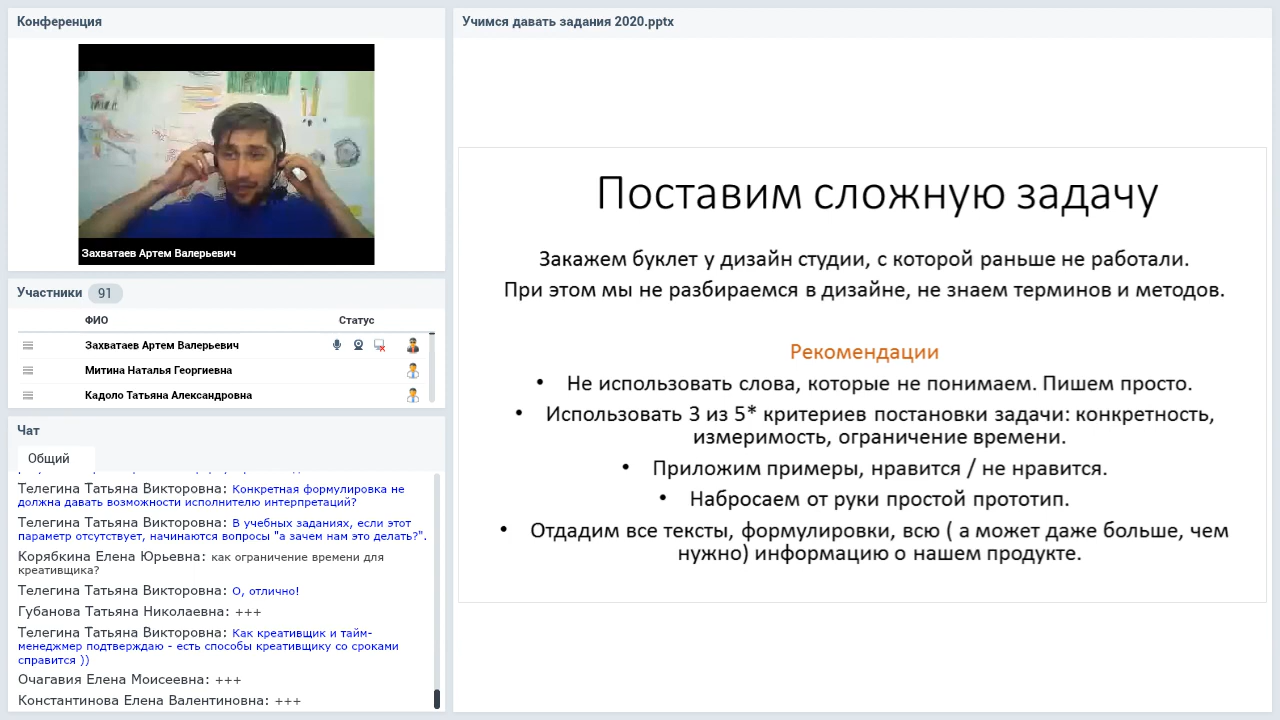 Конференция
Захватаев Артем Валерьевич
Участники 91
ФИО Статус
Захватаев Артем Валерьевич
Митина Наталья Георгиевна
Кадоло Татьяна Александровна
Чат
Общий
Телегина Татьяна Викторовна: Конкретная формулировка не
должна давать возможности исполнителю интерпретаций?
Телегина Татьяна Викторовна: В учебных заданиях, если этот
параметр отсутствует, начинаются вопросы "а зачем нам это делать?".
Корябкина Елена Юрьевна: как ограничение времени для
креативщика?
Телегина Татьяна Викторовна: О, отлично!
Губанова Татьяна Николаевна: +++
Телегина Татьяна Викторовна: Как креативщик и тайм-
менеджмер подтверждаю - есть способы креативщику со сроками
справится ))
Очагавия Елена Моисеевна: +++
Константинова Елена Валентиновна: +++
Учимся давать задания 2020.pptx
Поставим сложную задачу
Закажем буклет у дизайн студии, с которой раньше не работали.
При этом мы не разбираемся в дизайне, не знаем терминов и методов.
Рекомендации
• Не использовать слова, которые не понимаем. Пишем просто.
• Использовать 3 из 5* критериев постановки задачи: конкретность,
измеримость, ограничение времени.
• Приложим примеры, нравится / не нравится.
• Набросаем от руки простой прототип.
• Отдадим все тексты, формулировки, всю ( а может даже больше, чем
нужно) информацию о нашем продукте.